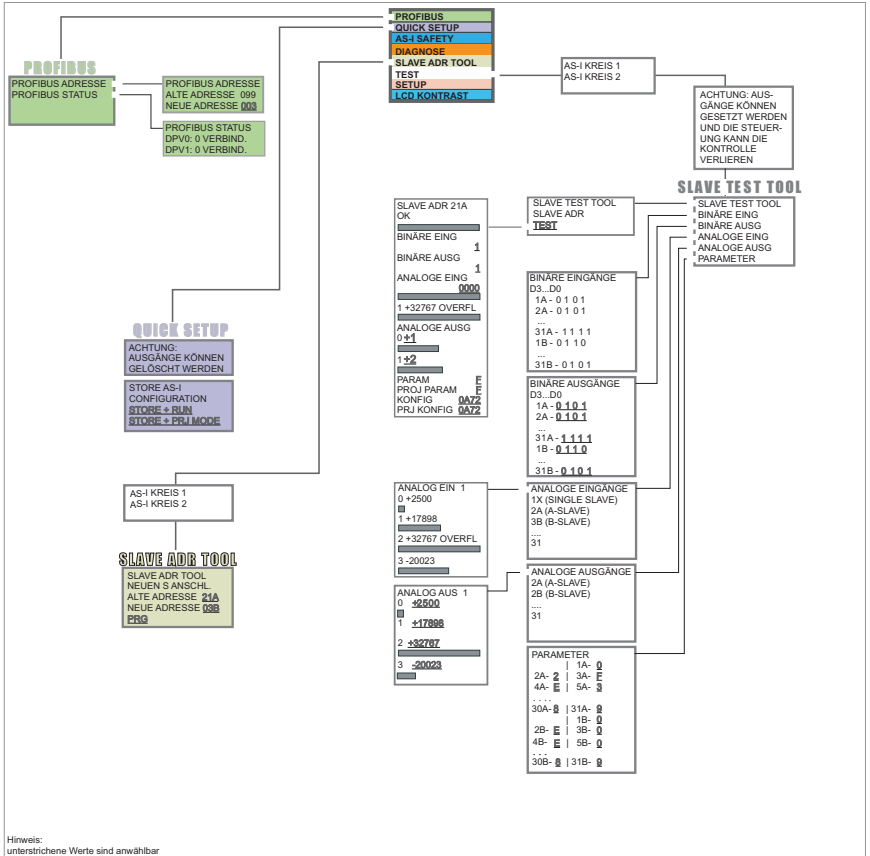 PROFIBUS
QUICK SETUP
AS-I SAFETY
DIAGNOSE
SLAVE ADR TOOL
TEST
SETUP
LCD KONTRAST
PROFIBUS
PROFIBUS ADRESSE
PROFIBUS STATUS
PROFIBUS ADRESSE
ALTE ADRESSE 099
NEUE ADRESSE 003
PROFIBUS STATUS
DPV0: 0 VERBIND.
DPV1: 0 VERBIND.
AS-I KREIS 1
AS-I KREIS 2
ACHTUNG: AUS-
GÄNGE KÖNNEN
GESETZT WERDEN
UND DIE STEUER-
UNG KANN DIE
KONTROLLE
VERLIEREN
SLAVE TEST TOOL
SLAVE TEST TOOL
BINÄRE EING
BINÄRE AUSG
ANALOGE EING
ANALOGE AUSG
PARAMETER
SLAVE TEST TOOL
SLAVE ADR
TEST
SLAVE ADR 21A
OK
BINÄRE EING
1
BINÄRE AUSG
1
ANALOGE EING
0000
1 +32767 OVERFL
ANALOGE AUSG
0 +1
1 +2
PARAM E
PROJ PARAM E
KONFIG 0A72
PRJ KONFIG 0A72
BINÄRE EINGÄNGE
D3...D0
1A - 0 1 0 1
2A - 0 1 0 1
...
31A - 1 1 1 1
1B - 0 1 1 0
...
31B - 0 1 0 1
BINÄRE AUSGÄNGE
D3...D0
1A - 0 1 0 1
2A - 0 1 0 1
...
31A - 1 1 1 1
1B - 0 1 1 0
...
31B - 0 1 0 1
QUICK SETUP
ACHTUNG:
AUSGÄNGE KÖNNEN
GELÖSCHT WERDEN
STORE AS-I
CONFIGURATION
STORE + RUN
STORE + PRJ MODE
AS-I KREIS 1
AS-I KREIS 2
SLAVE ADR TOOL
SLAVE ADR TOOL
NEUEN S ANSCHL.
ALTE ADRESSE 21A
NEUE ADRESSE 03B
PRG
ANALOG EIN 1
0 +2500
1 +17898
2 +32767 OVERFL
3 -20023
ANALOGE EINGÄNGE
1X (SINGLE SLAVE)
2A (A-SLAVE)
3B (B-SLAVE)
....
31
ANALOG AUS 1
0 +2500
1 +17898
2 +32767
3 -20023
ANALOGE AUSGÄNGE
2A (A-SLAVE)
2B (B-SLAVE)
....
31
PARAMETER
| 1A- 0
2A- 2 | 3A- F
4A- E | 5A- 3
. . . .
30A- 8 | 31A- 9
| 1B- 0
2B- E | 3B- 0
4B- E | 5B- 0
. . . .
30B- 8 | 31B- 9
Hinweis:
unterstrichene Werte sind anwählbar